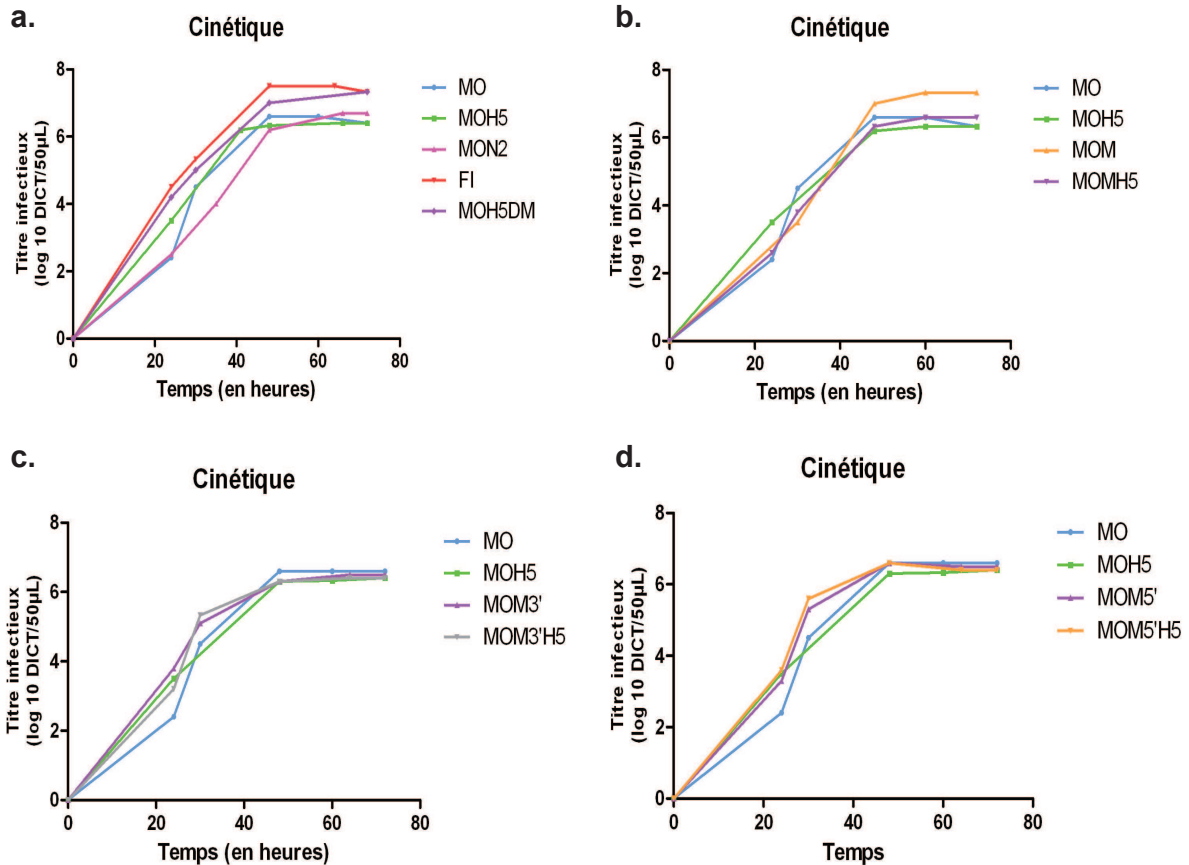 a.
Cinétique
Titre infectieux
(log 10 DICT/50µL)
8
6
4
2
0
0 20 40 60 80
Temps (en heures)
MO
MOH5
MON2
FI
MOH5DM
b.
Cinétique
Titre infectieux
(log 10 DICT/50µL)
8
6
4
2
0
0 20 40 60 80
Temps (en heures)
MO
MOH5
MOM
MOMH5
c.
Cinétique
Titre infectieux
(log 10 DICT/50µL)
8
6
4
2
0
0 20 40 60 80
Temps (en heures)
MO
MOH5
MOM3'
MOM3'H5
d.
Cinétique
Titre infectieux
(log 10 DICT/50µL)
8
6
4
2
0
0 20 40 60 80
Temps
MO
MOH5
MOM5'
MOM5'H5